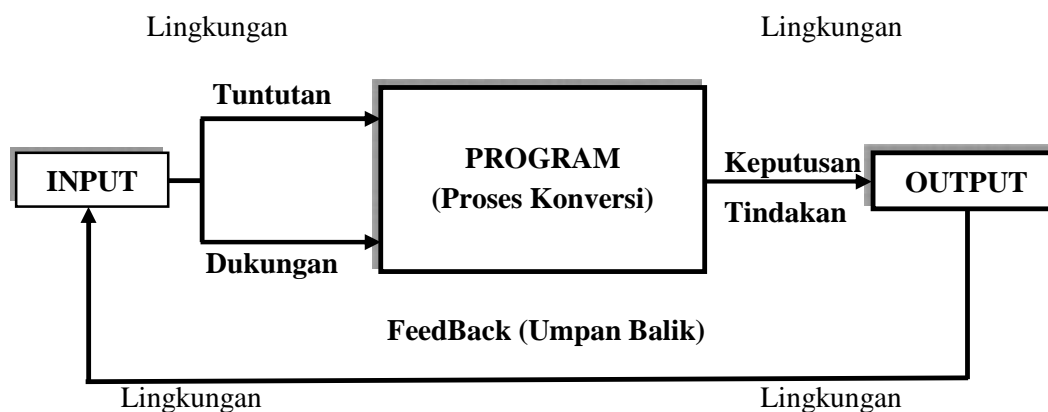 Lingkungan
Lingkungan
Tuntutan
INPUT
PROGRAM
(Proses Konversi)
Keputusan
Tindakan
OUTPUT
Dukungan
FeedBack (Umpan Balik)
Lingkungan
Lingkungan